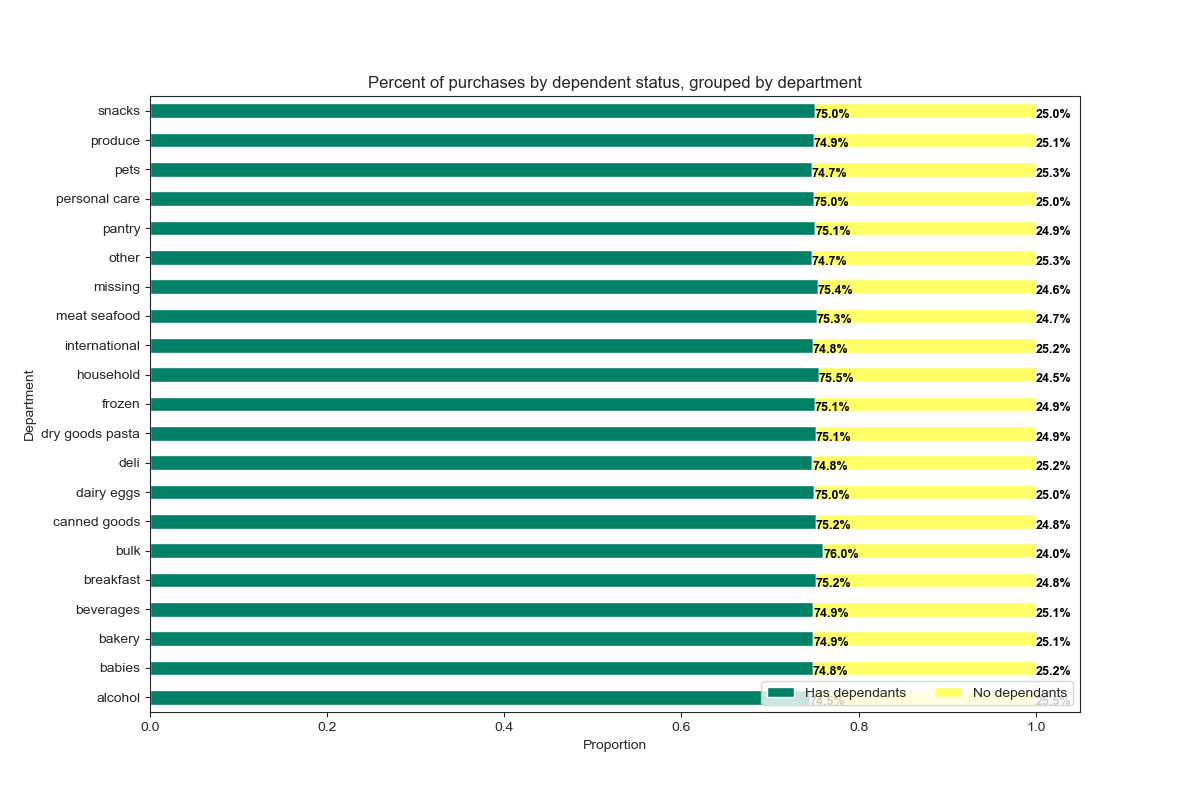 Percent of purchases by dependent status, grouped by department
Department
snacks 75.0% 25.0%
produce 74.9% 25.1%
pets 74.7% 25.3%
personal care 75.0% 25.0%
pantry 75.1% 24.9%
other 74.7% 25.3%
missing 75.4% 24.6%
meat seafood 75.3% 24.7%
international 74.8% 25.2%
household 75.5% 24.5%
frozen 75.1% 24.9%
dry goods pasta 75.1% 24.9%
deli 74.8% 25.2%
dairy eggs 75.0% 25.0%
canned goods 75.2% 24.8%
bulk 76.0% 24.0%
breakfast 75.2% 24.8%
beverages 74.9% 25.1%
bakery 74.9% 25.1%
babies 74.8% 25.2%
Has dependants No dependants
alcohol 74.5% 25.5%
0.0 0.2 0.4 0.6 0.8 1.0
Proportion